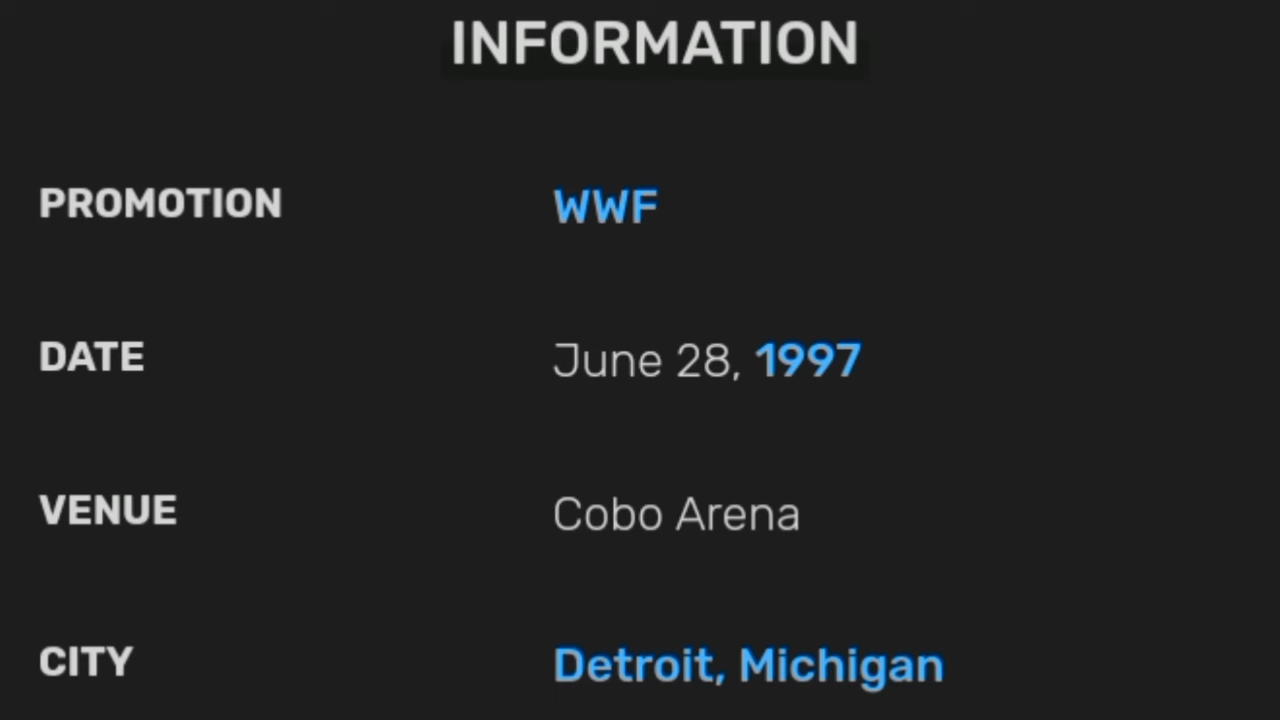 INFORMATION
PROMOTION WWF
DATE June 28, 1997
VENUE Cobo Arena
CITY Detroit, Michigan